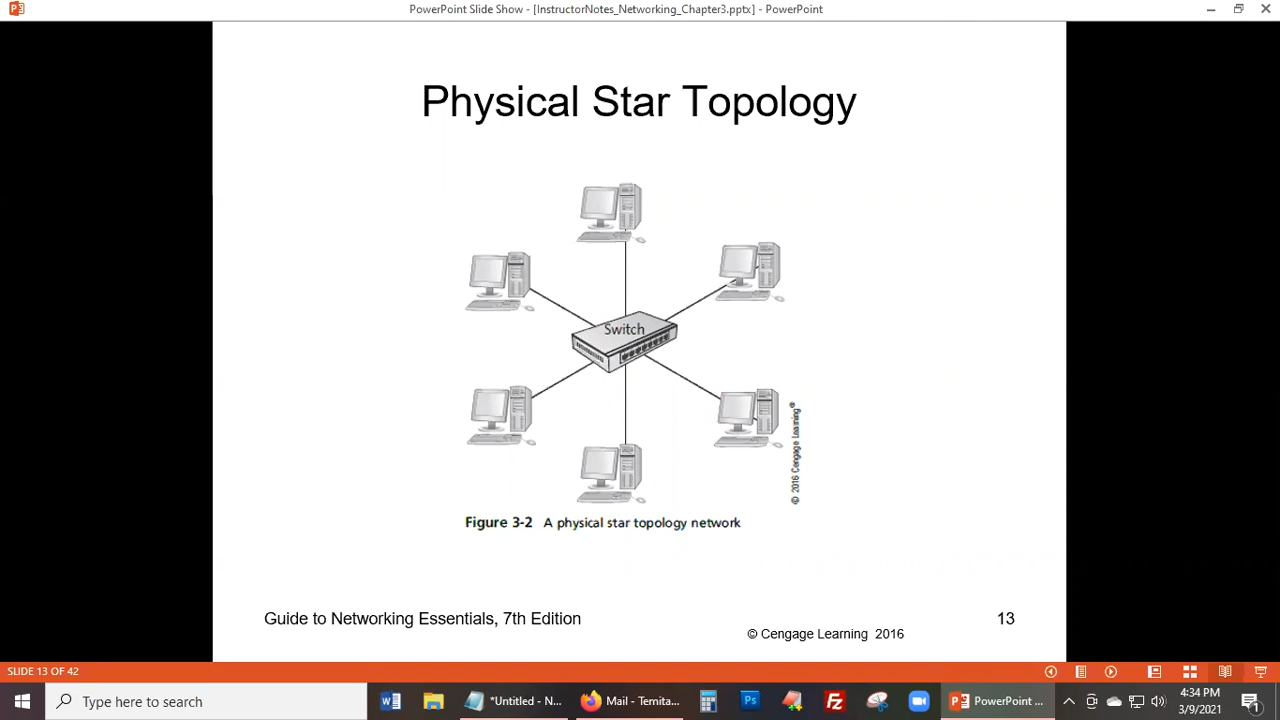 PowerPoint Slide Show - [InstructorNotes_Networking_Chapter3.pptx] - PowerPoint
Physical Star Topology
Switch
© 2016 Cengage Learning®
Figure 3-2 A physical star topology network
Guide to Networking Essentials, 7th Edition
13
© Cengage Learning 2016
SLIDE 13 OF 42
Type here to search
*Untitled - N...
Mail - Temita...
PowerPoint ...
4:34 PM
3/9/2021
1